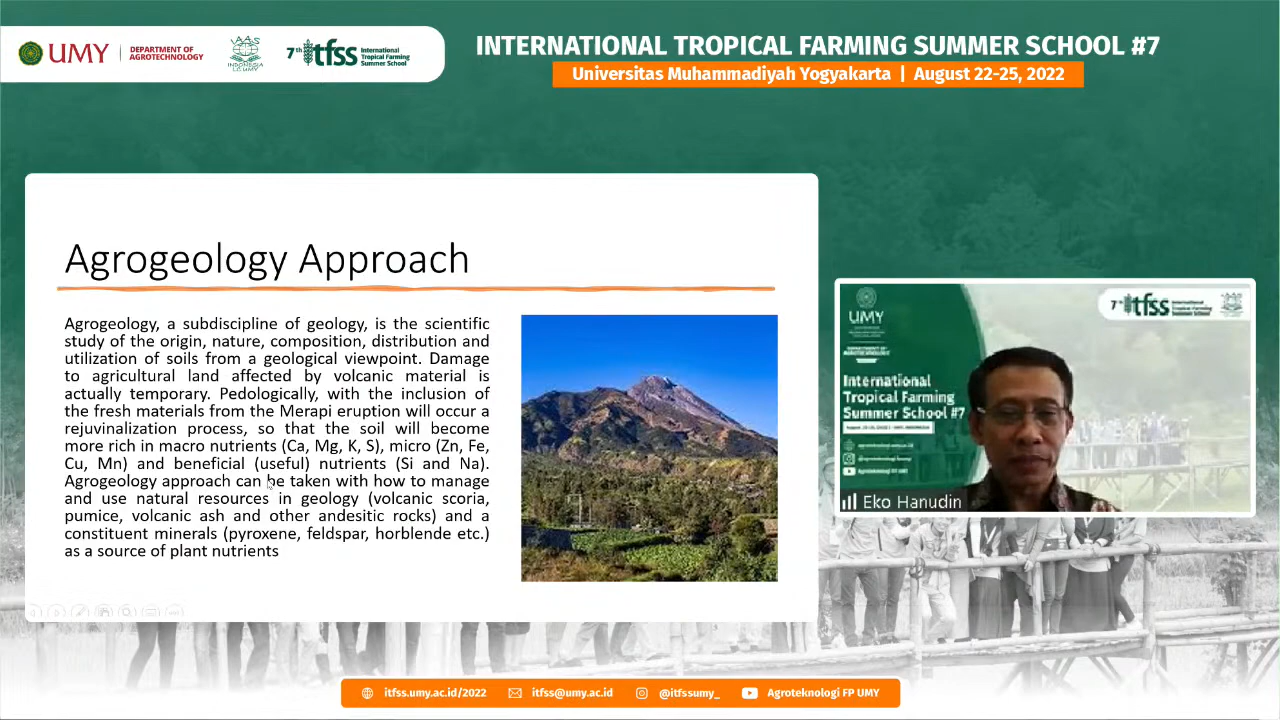 UMY
DEPARTMENT OF
AGROTECHNOLOGY
IAAS
INDONESIA
LC UMY
7th itfss
International
Tropical Farming
Summer School
INTERNATIONAL TROPICAL FARMING SUMMER SCHOOL #7
Universitas Muhammadiyah Yogyakarta | August 22-25, 2022
Agrogeology Approach
Agrogeology, a subdiscipline of geology, is the scientific
study of the origin, nature, composition, distribution and
utilization of soils from a geological viewpoint. Damage
to agricultural land affected by volcanic material is
actually temporary. Pedologically, with the inclusion of
the fresh materials from the Merapi eruption will occur a
rejuvinalization process, so that the soil will become
more rich in macro nutrients (Ca, Mg, K, S), micro (Zn, Fe,
Cu, Mn) and beneficial (useful) nutrients (Si and Na).
Agrogeology approach can be taken with how to manage
and use natural resources in geology (volcanic scoria,
pumice, volcanic ash and other andesitic rocks) and a
constituent minerals (pyroxene, feldspar, horblende etc.)
as a source of plant nutrients
UMY
7th itfss
International
Tropical Farming
Summer School
International
Tropical Farming
Summer School #7
Eko Hanudin
itfss.umy.ac.id/2022
itfss@umy.ac.id
@itfssumy_
Agroteknologi FP UMY